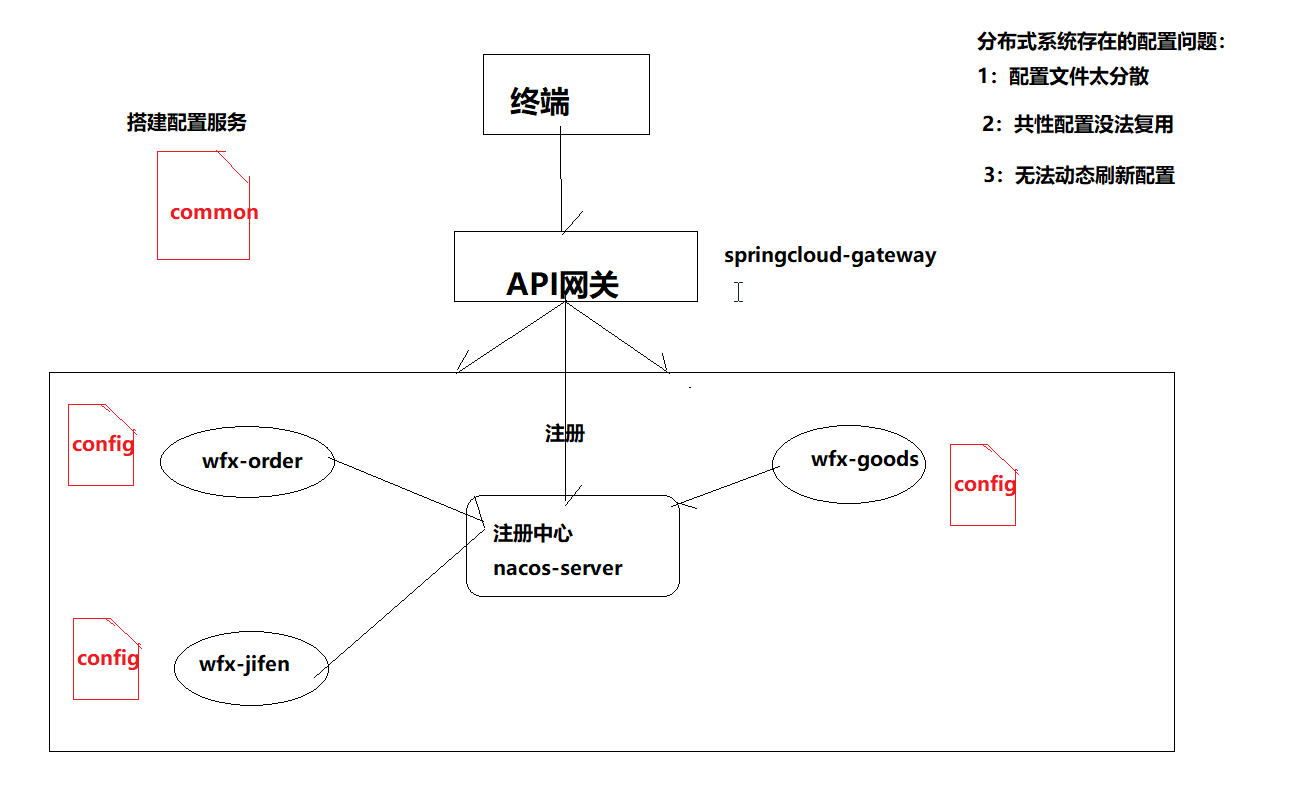 分布式系统存在的配置问题：
1：配置文件太分散
2：共性配置没法复用
3：无法动态刷新配置
终端
搭建配置服务
common
API网关
springcloud-gateway
注册
config
wfx-order
wfx-goods
config
注册中心
nacos-server
config
wfx-jifen